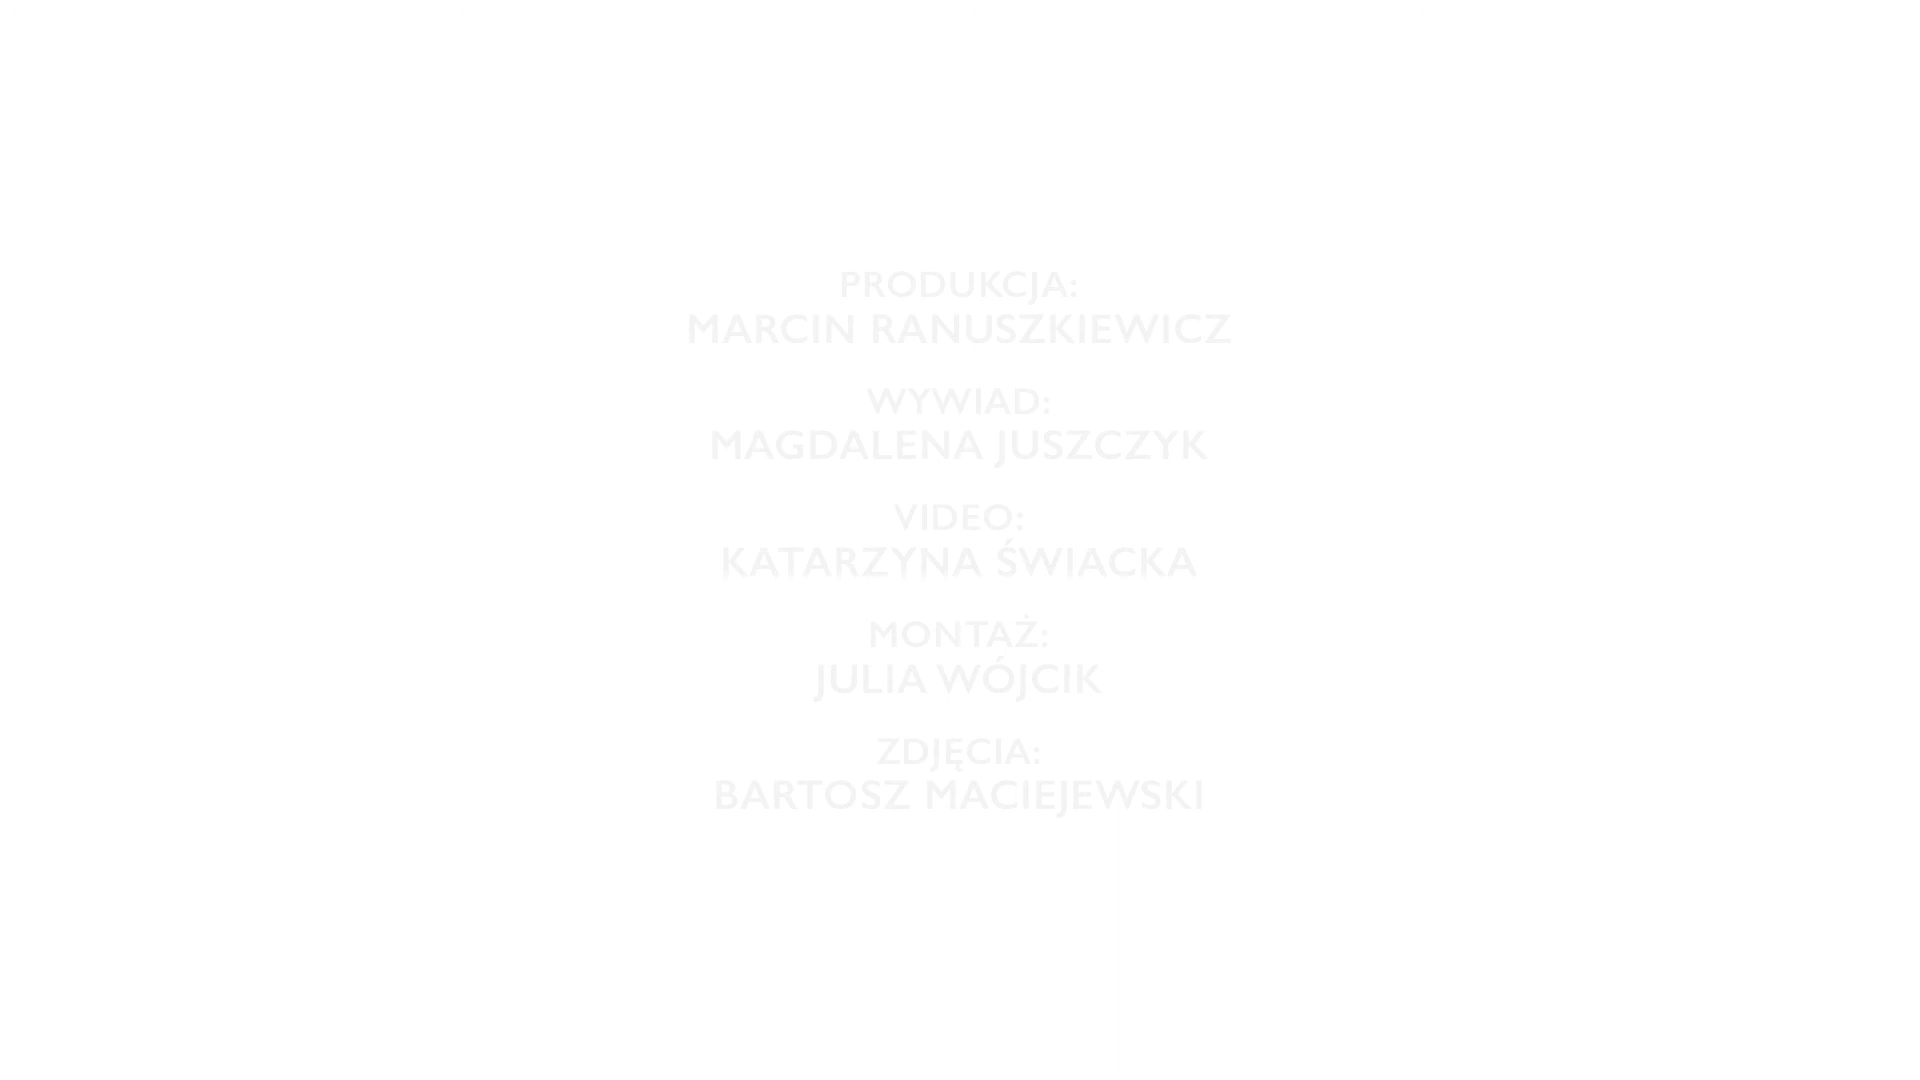 PRODUKCJA:
MARCIN RANUSZKIEWICZ
WYWIAD:
MAGDALENA JUSZCZYK
VIDEO:
KATARZYNA ŚWIACKA
MONTAŻ:
JULIA WÓJCIK
ZDJĘCIA:
BARTOSZ MACIEJEWSKI